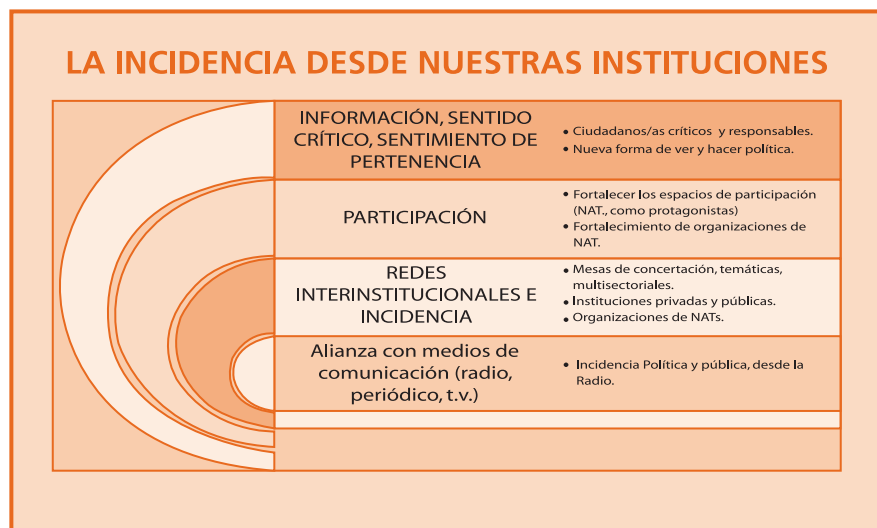 LA INCIDENCIA DESDE NUESTRAS INSTITUCIONES
INFORMACIÓN, SENTIDO
CRÍTICO, SENTIMIENTO DE
PERTENENCIA
• Ciudadanos/as críticos y responsables.
• Nueva forma de ver y hacer política.
PARTICIPACIÓN
• Fortalecer los espacios de participación
(NAT., como protagonistas)
• Fortalecimiento de organizaciones de
NAT.
REDES
INTERINSTITUCIONALES E
INCIDENCIA
• Mesas de concertación, temáticas,
multisectoriales.
• Instituciones privadas y públicas.
• Organizaciones de NATs.
Alianza con medios de
comunicación (radio,
periódico, t.v.)
• Incidencia Política y pública, desde la
Radio.